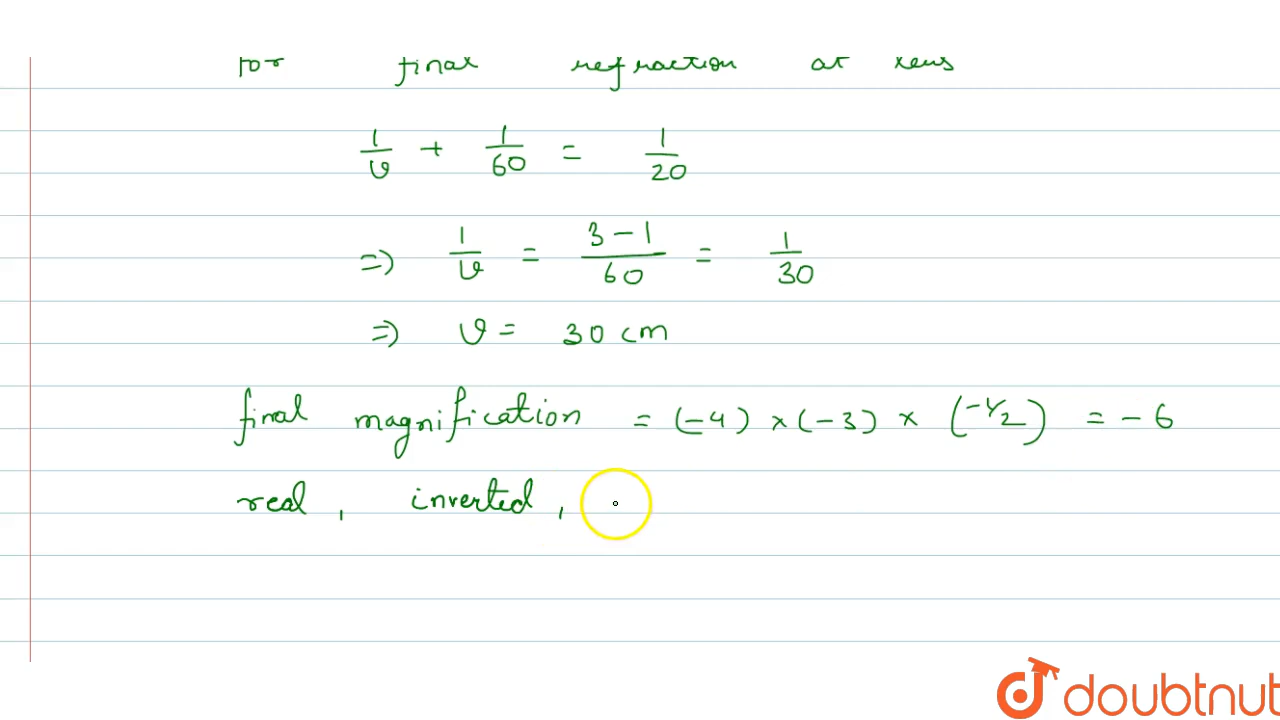 for final refraction at lens
1/v + 1/60 = 1/20
⇒ 1/v = (3 - 1)/60 = 1/30
⇒ v = 30 cm
final magnification = (-4) × (-3) × (-1/2) = -6
real, inverted,
doubtnut